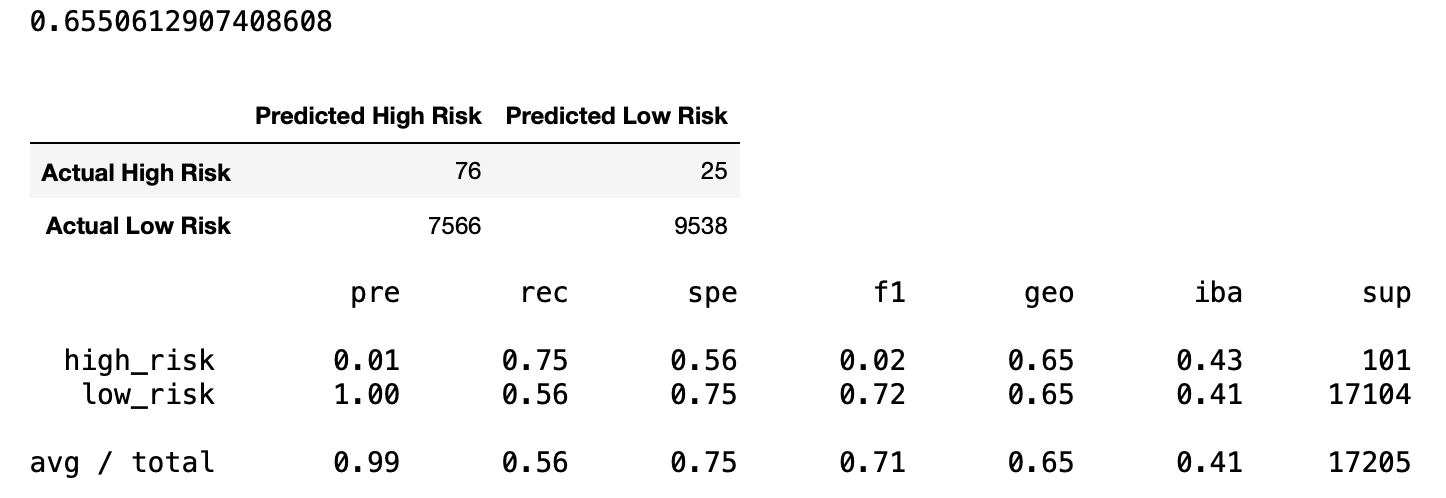 0.6550612907408608
Predicted High Risk Predicted Low Risk
Actual High Risk 76 25
Actual Low Risk 7566 9538
pre rec spe f1 geo iba sup
high_risk 0.01 0.75 0.56 0.02 0.65 0.43 101
low_risk 1.00 0.56 0.75 0.72 0.65 0.41 17104
avg / total 0.99 0.56 0.75 0.71 0.65 0.41 17205